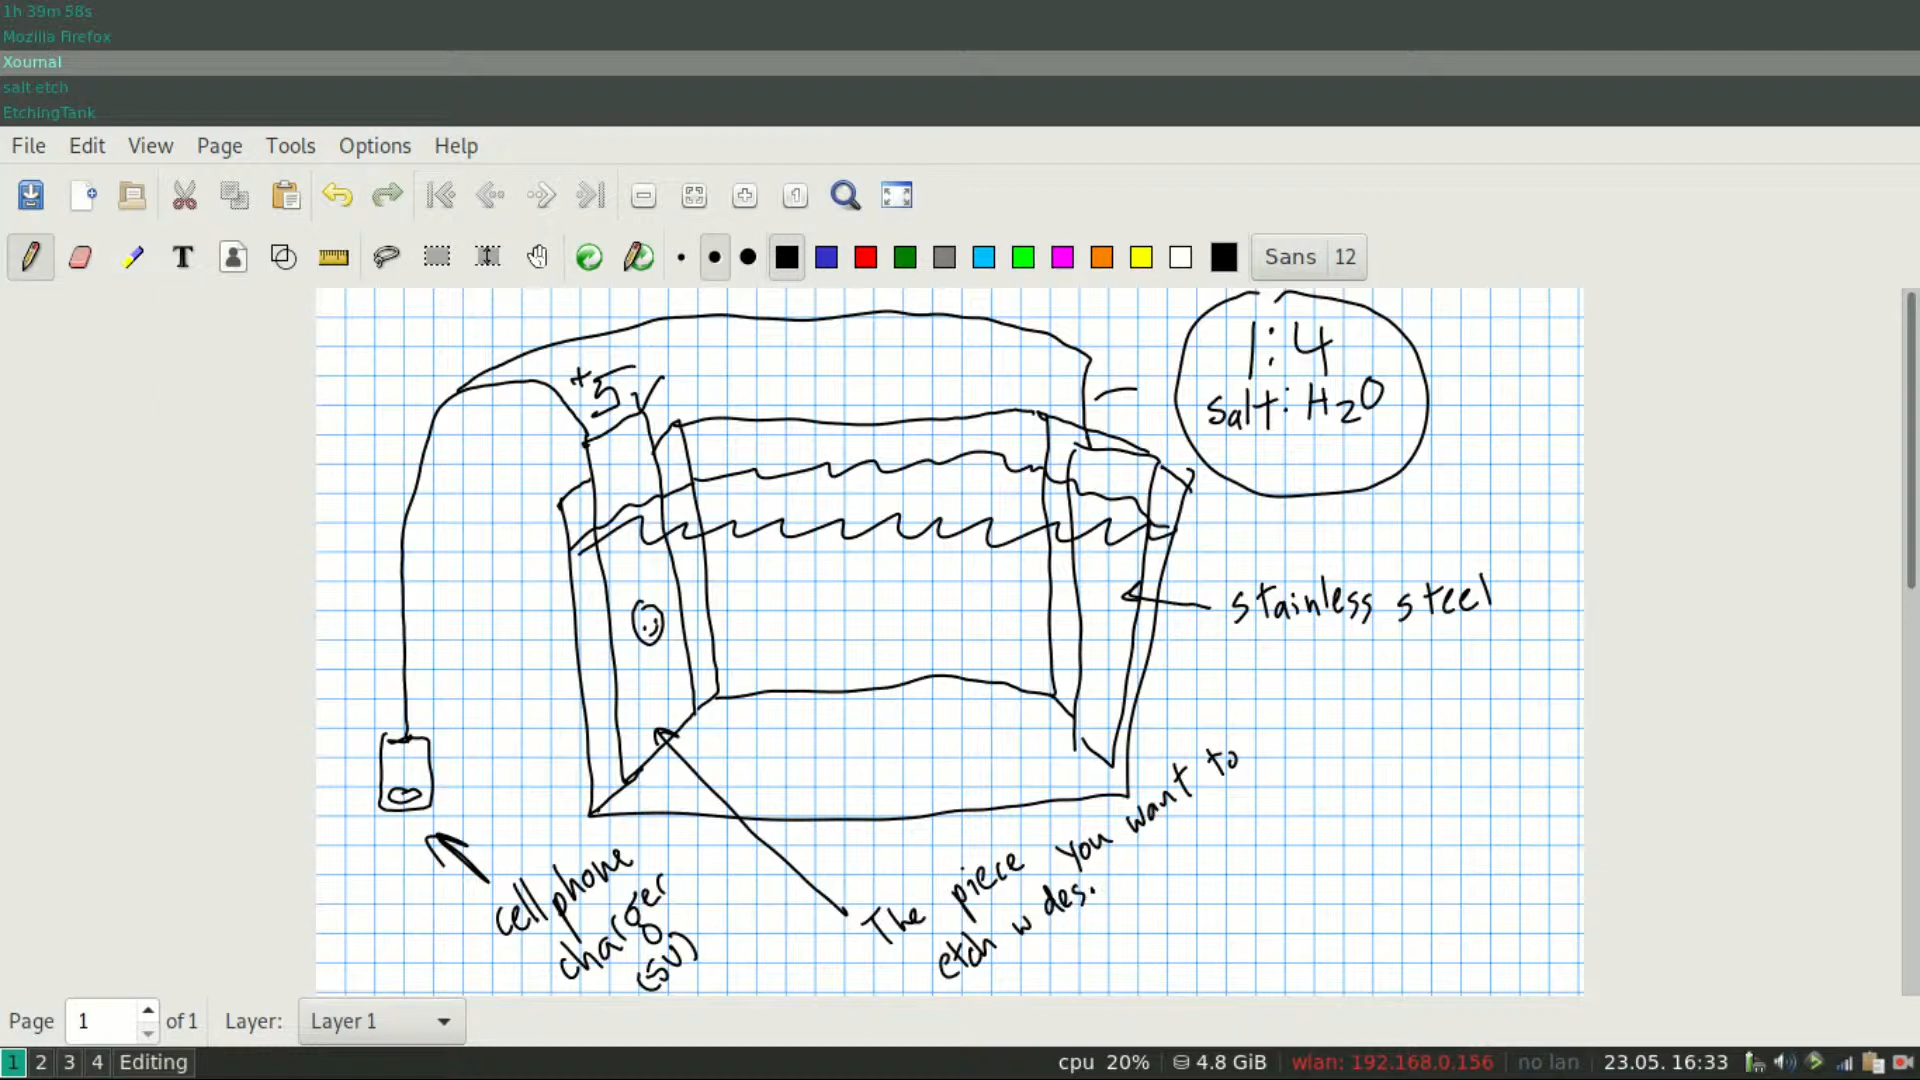 1h 39m 58s
Mozilla Firefox
Xournal
salt etch
EtchingTank
File Edit View Page Tools Options Help
Sans 12
+5V
1:4
salt: H2O
stainless steel
cell phone
charger
(5V)
The piece you want to
etch w des.
Page 1 of 1 Layer: Layer 1
1 2 3 4 Editing
cpu 20% 4.8 GiB wlan: 192.168.0.156 no lan 23.05. 16:33